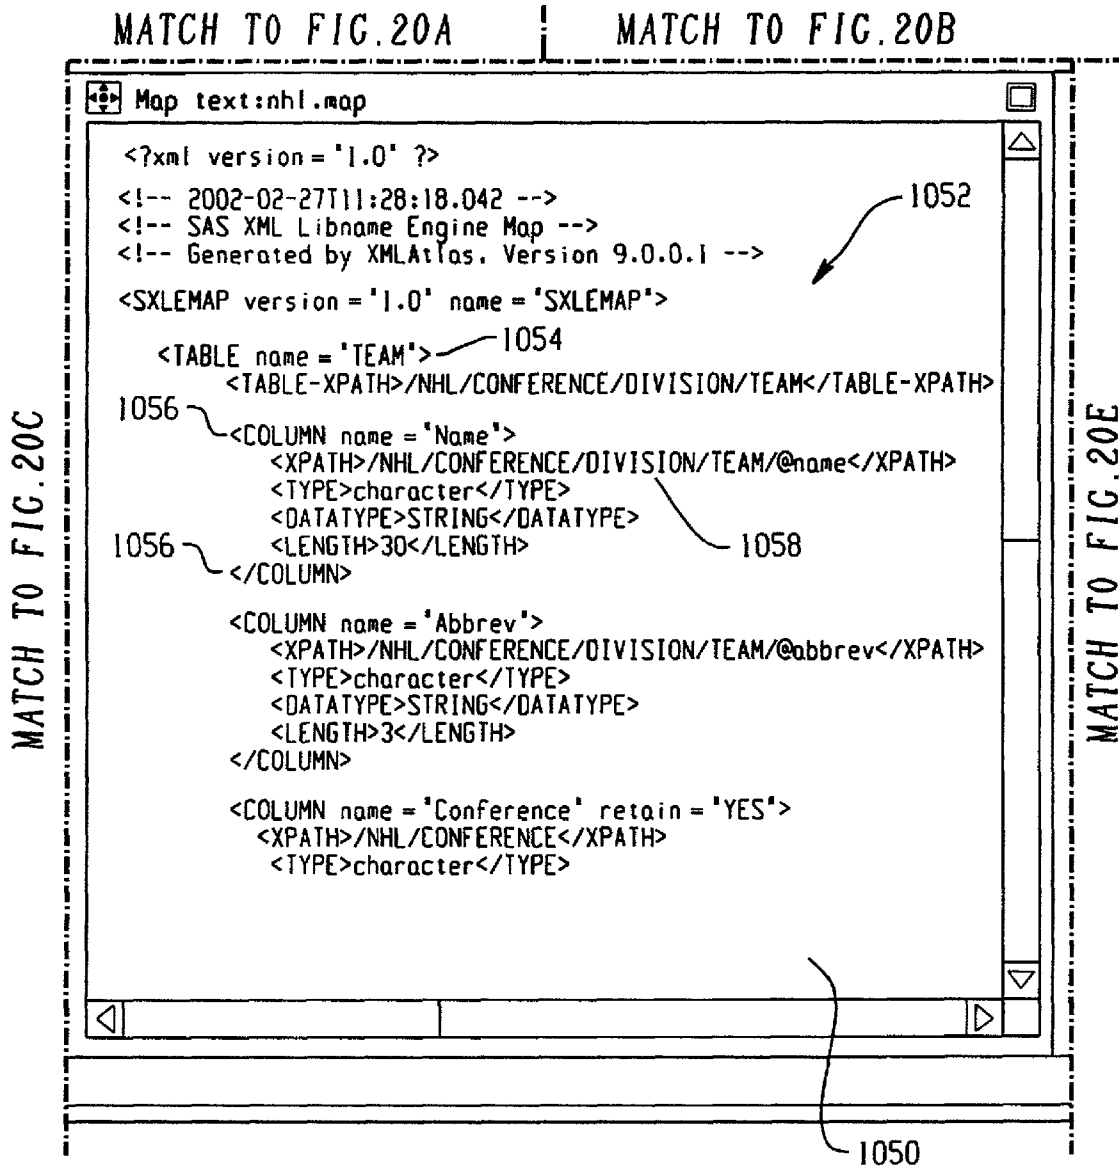 MATCH TO FIG.20A MATCH TO FIG.20B
Map text:nhl.map
<?xml version = "1.0" ?>
<!-- 2002-02-27T11:28:18.042 -->
1052
<!-- SAS XML Libname Engine Map -->
<!-- Generated by XMLAtlas. Version 9.0.0.1 -->
<SXLEMAP version = "1.0" name = "SXLEMAP">
<TABLE name = "TEAM"> 1054
<TABLE-XPATH>/NHL/CONFERENCE/DIVISION/TEAM</TABLE-XPATH>
1056
<COLUMN name = "Name">
<XPATH>/NHL/CONFERENCE/DIVISION/TEAM/@name</XPATH>
<TYPE>character</TYPE>
<DATATYPE>STRING</DATATYPE>
1056 <LENGTH>30</LENGTH> 1058
</COLUMN>
<COLUMN name = "Abbrev">
<XPATH>/NHL/CONFERENCE/DIVISION/TEAM/@abbrev</XPATH>
<TYPE>character</TYPE>
<DATATYPE>STRING</DATATYPE>
<LENGTH>3</LENGTH>
</COLUMN>
<COLUMN name = "Conference" retain = "YES">
<XPATH>/NHL/CONFERENCE</XPATH>
<TYPE>character</TYPE>
1050
MATCH TO FIG.20C
MATCH TO FIG.20E